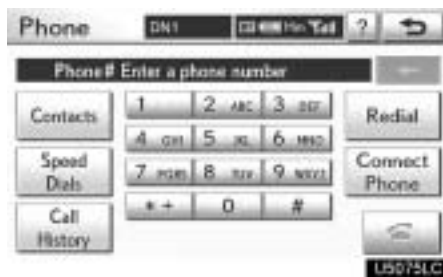 Phone DN1 ?
Phone# Enter a phone number
Contacts
1 2 ABC 3 DEF
Redial
4 GHI 5 JKL 6 MNO
Speed
Dials
7 PQRS 8 TUV 9 WXYZ
Connect
Phone
* + 0 #
Call
History
U5075LC